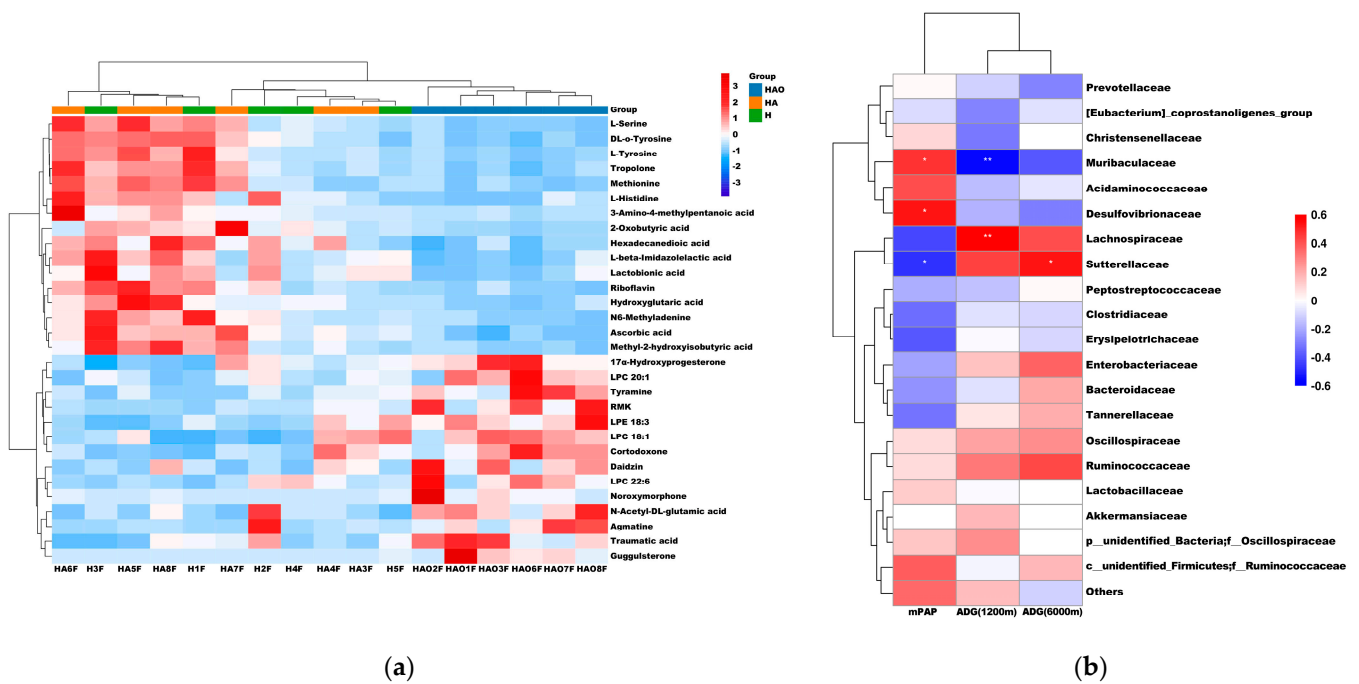 Group
HAO
HA
H
3
2
1
0
-1
-2
-3
Group
L-Serine
DL-o-Tyrosine
L-Tyrosine
Tropolone
Methionine
L-Histidine
3-Amino-4-methylpentanoic acid
2-Oxobutyric acid
Hexadecanedioic acid
L-beta-Imidazolelactic acid
Lactobionic acid
Riboflavin
Hydroxyglutaric acid
N6-Methyladenine
Ascorbic acid
Methyl-2-hydroxyisobutyric acid
17α-Hydroxyprogesterone
LPC 20:1
Tyramine
RMK
LPE 18:3
LPC 18:1
Cortodoxone
Daidzin
LPC 22:6
Noroxymorphone
N-Acetyl-DL-glutamic acid
Agmatine
Traumatic acid
Guggulsterone
HA6F H3F HA5F HA8F H1F HA7F H2F H4F HA4F HA3F H5F HAO2F HAO1F HAO3F HAO6F HAO7F HAO8F
(a)
Prevotellaceae
[Eubacterium]_coprostanoligenes_group
Christensenellaceae
* ** Muribaculaceae
Acidaminococcaceae
* Desulfovibrionaceae
** Lachnospiraceae
* * Sutterellaceae
Peptostreptococcaceae
Clostridiaceae
Erysipelotrichaceae
Enterobacteriaceae
Bacteroidaceae
Tannerellaceae
Oscillospiraceae
Ruminococcaceae
Lactobacillaceae
Akkermansiaceae
p__unidentified_Bacteria;f__Oscillospiraceae
c__unidentified_Firmicutes;f__Ruminococcaceae
Others
mPAP ADG(1200m) ADG(6000m)
0.6
0.4
0.2
0
-0.2
-0.4
-0.6
(b)